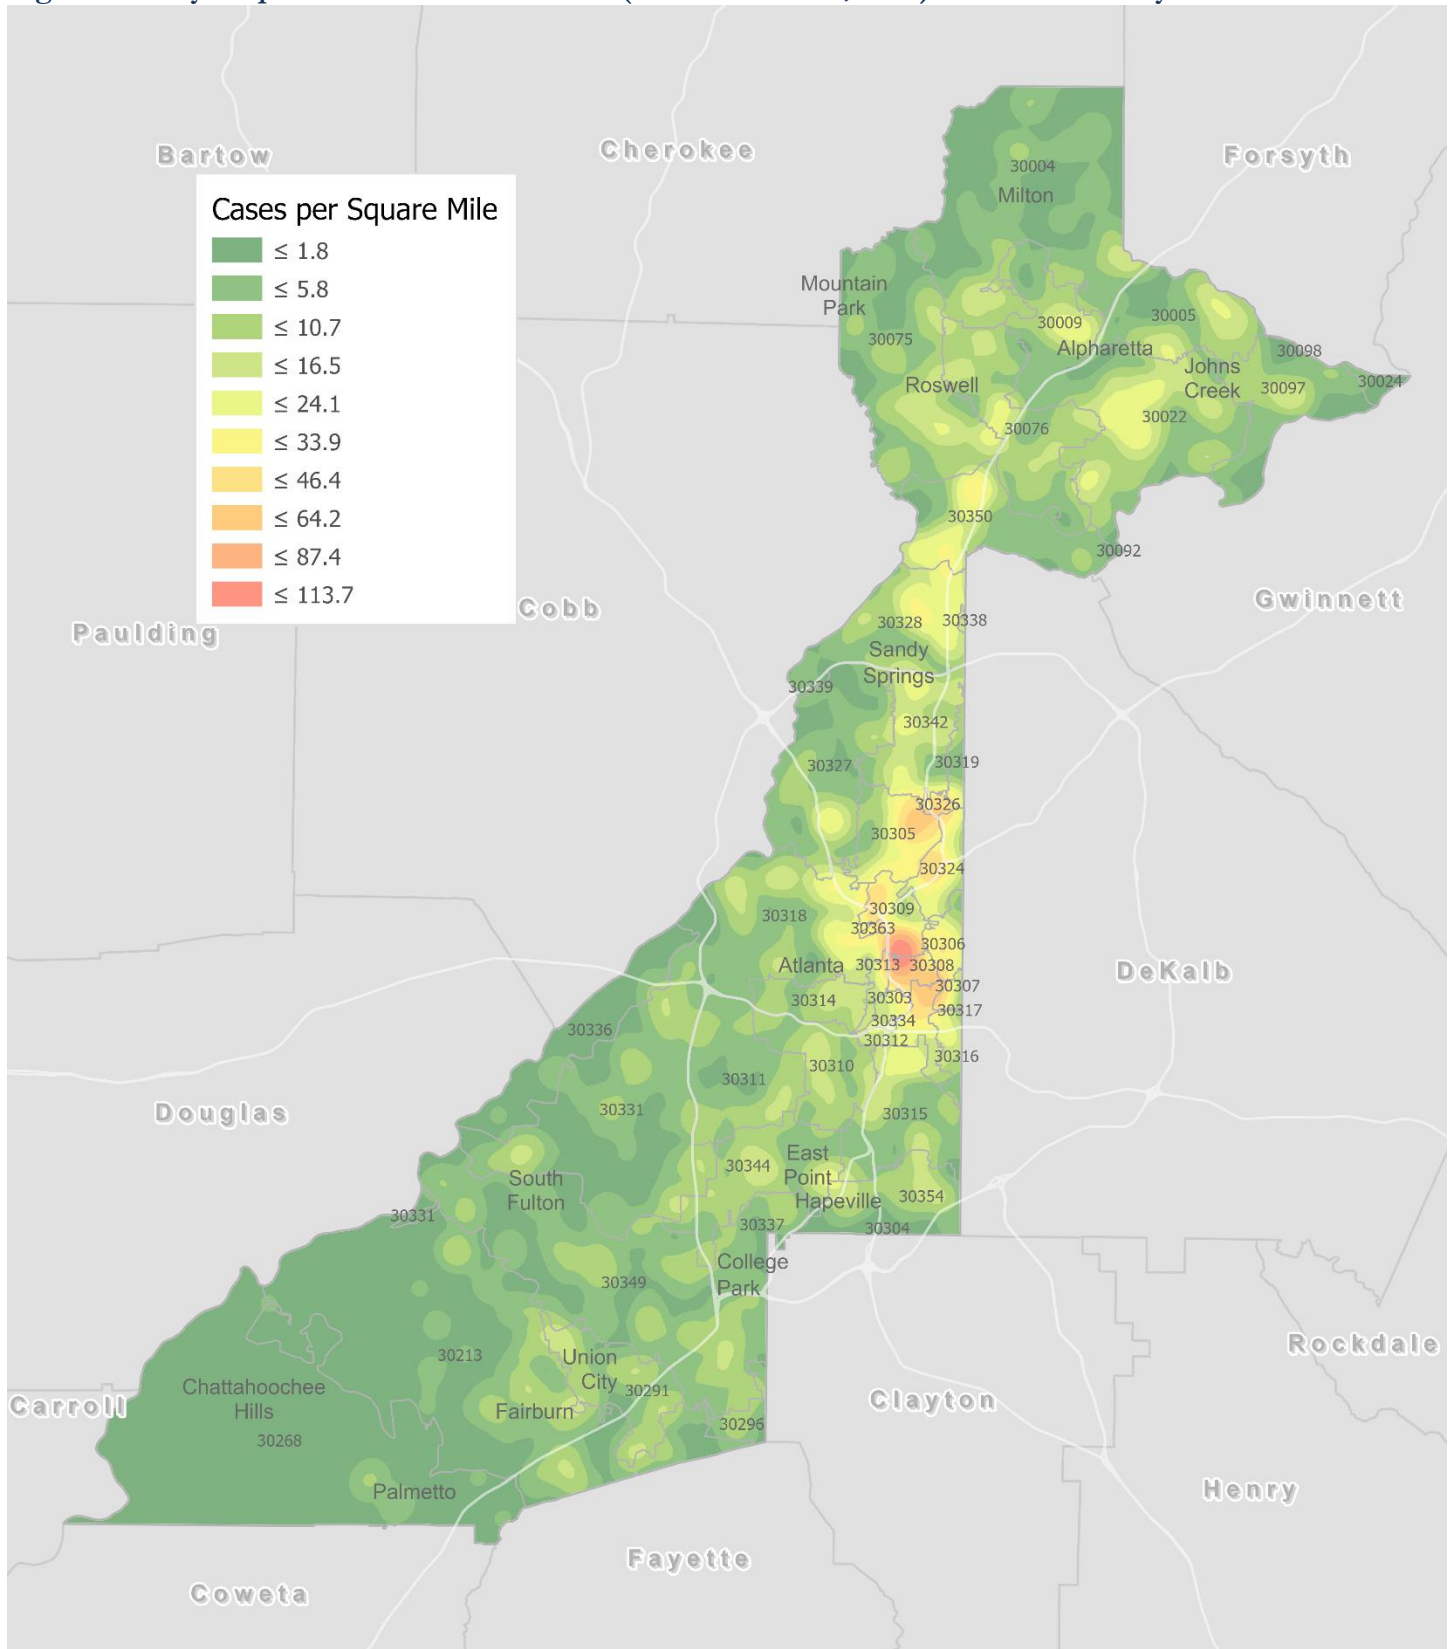 Bartow
Cherokee
Forsyth
Cases per Square Mile
≤ 1.8
≤ 5.8
≤ 10.7
≤ 16.5
≤ 24.1
≤ 33.9
≤ 46.4
≤ 64.2
≤ 87.4
≤ 113.7
30004
Milton
Mountain
Park
30075
30009
30005
Alpharetta
30098
Johns
Creek
30097
30024
Roswell
30022
30076
30350
30092
Cobb
Paulding
Gwinnett
30328
30338
Sandy
Springs
30339
30342
30327
30319
30326
30305
30324
30309
30318
30363
30306
Atlanta
30313
30308
DeKalb
30307
30314
30303
30317
30334
30336
30312
30316
30310
30311
30331
30315
Douglas
East
Point
30344
South
Fulton
Hapeville
30354
30331
30337
30304
College
Park
30349
Rockdale
30213
Union
City
30291
Chattahoochee
Hills
Carroll
Fairburn
Clayton
30296
30268
Palmetto
Henry
Fayette
Coweta